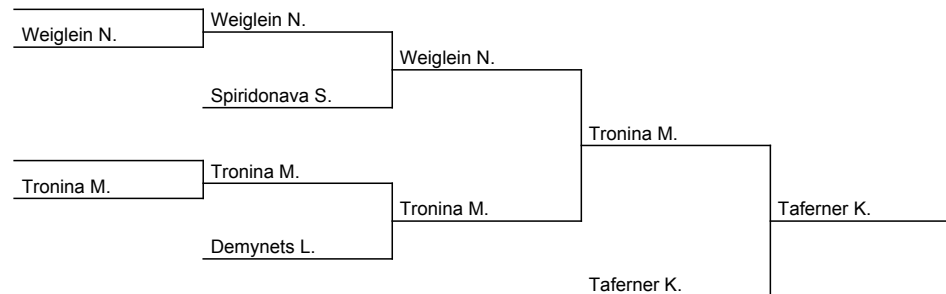 Weiglein N.
Weiglein N.
Weiglein N.
Spiridonava S.
Tronina M.
Tronina M.
Tronina M.
Tronina M.
Taferner K.
Demynets L.
Taferner K.